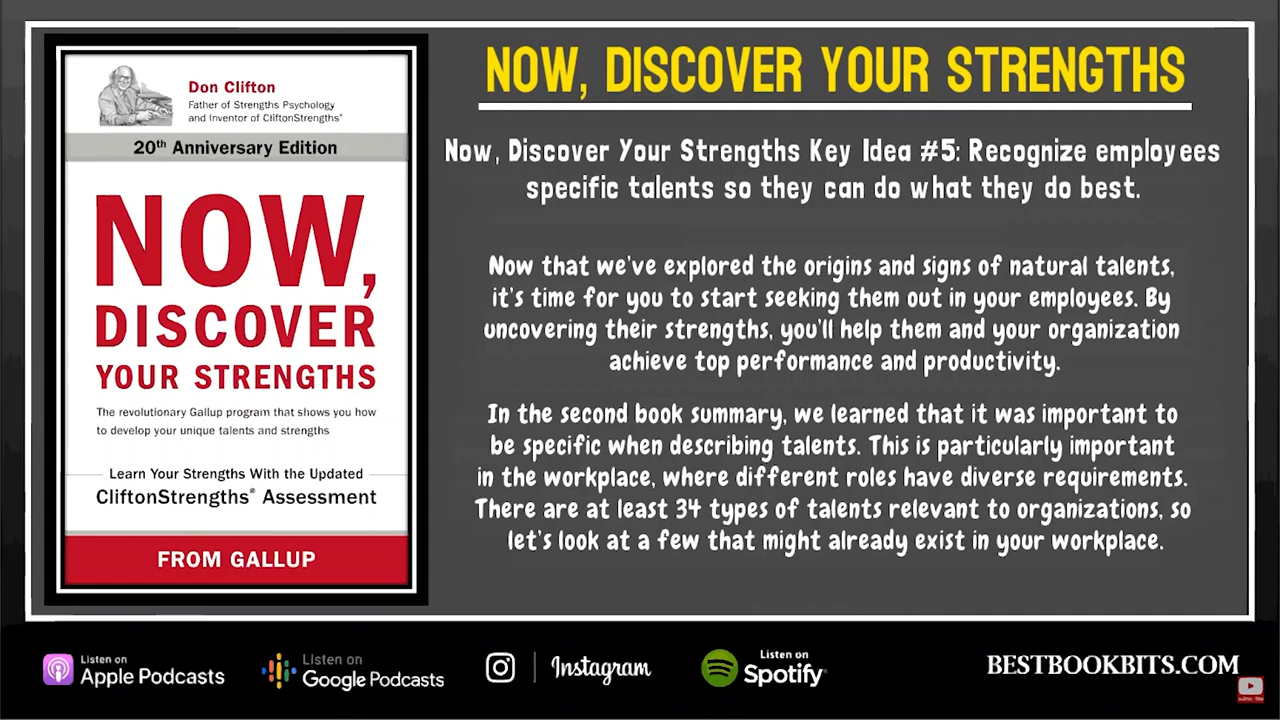 Don Clifton
Father of Strengths Psychology
and Inventor of CliftonStrengths®
20th Anniversary Edition
NOW,
DISCOVER
YOUR STRENGTHS
The revolutionary Gallup program that shows you how
to develop your unique talents and strengths
Learn Your Strengths With the Updated
CliftonStrengths® Assessment
FROM GALLUP
NOW, DISCOVER YOUR STRENGTHS
Now, Discover Your Strengths Key Idea #5: Recognize employees
specific talents so they can do what they do best.
Now that we've explored the origins and signs of natural talents,
it's time for you to start seeking them out in your employees. By
uncovering their strengths, you'll help them and your organization
achieve top performance and productivity.
In the second book summary, we learned that it was important to
be specific when describing talents. This is particularly important
in the workplace, where different roles have diverse requirements.
There are at least 34 types of talents relevant to organizations, so
let's look at a few that might already exist in your workplace.
Listen on
Apple Podcasts
Listen on
Google Podcasts
Instagram
Listen on
Spotify
BESTBOOKBITS.COM